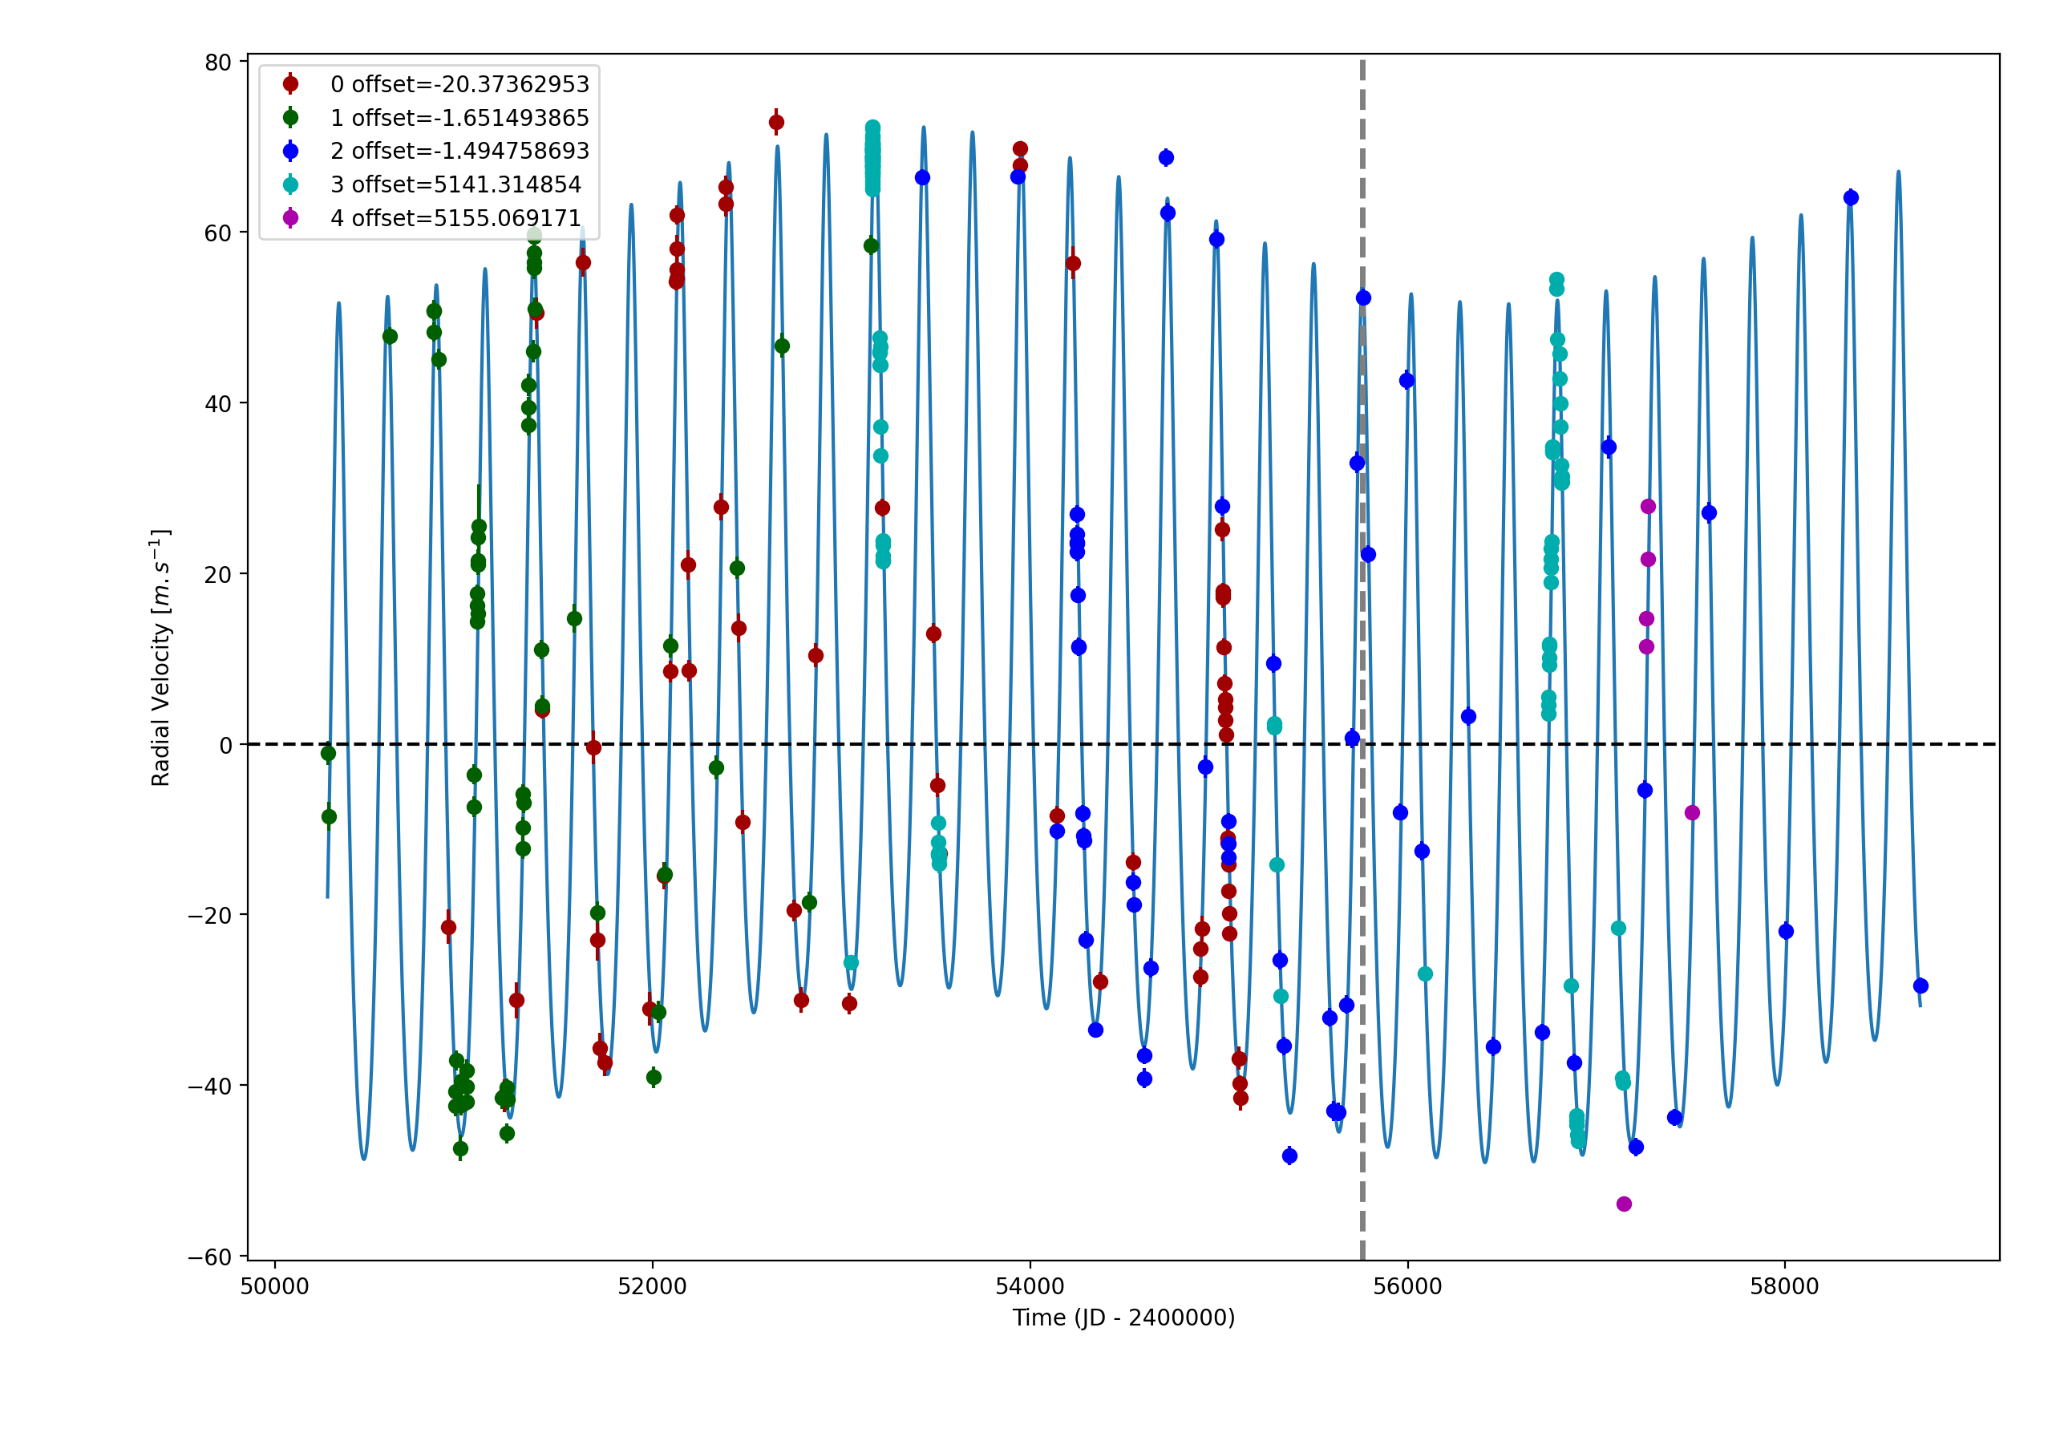 80
60
40
20
0
−20
−40
−60
Radial Velocity [m.s⁻¹]
0 offset=-20.37362953
1 offset=-1.651493865
2 offset=-1.494758693
3 offset=5141.314854
4 offset=5155.069171
50000 52000 54000 56000 58000
Time (JD - 2400000)